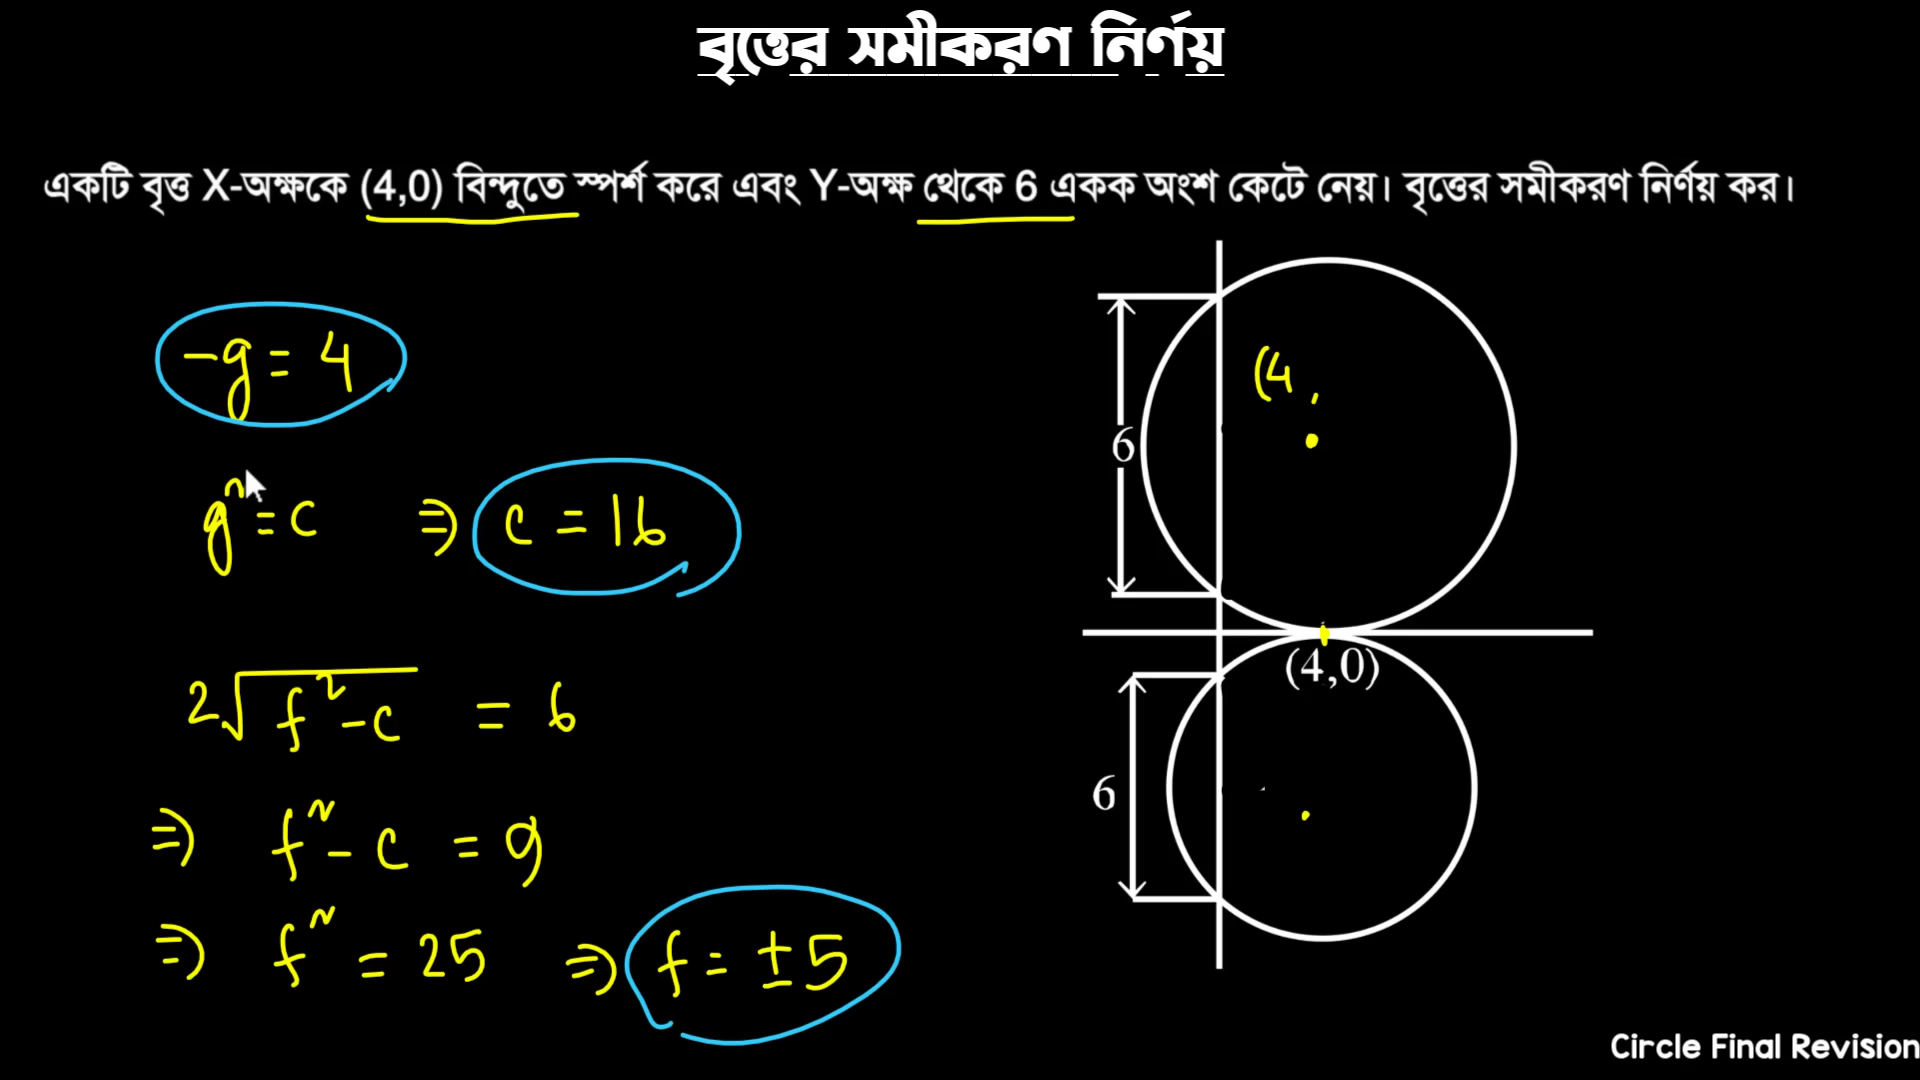 বৃত্তের সমীকরণ নির্ণয়
একটি বৃত্ত X-অক্ষকে (4,0) বিন্দুতে স্পর্শ করে এবং Y-অক্ষ থেকে 6 একক অংশ কেটে নেয়। বৃত্তের সমীকরণ নির্ণয় কর।
-g = 4
g² = c ⇒ c = 16
2√(f² - c) = 6
⇒ f² - c = 9
⇒ f² = 25 ⇒ f = ±5
(4 ,
6
(4,0)
6
Circle Final Revision